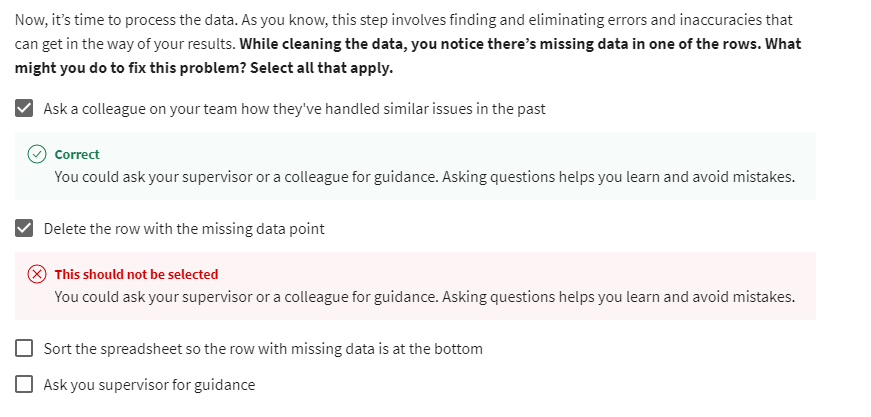 Now, it's time to process the data. As you know, this step involves finding and eliminating errors and inaccuracies that
can get in the way of your results. While cleaning the data, you notice there's missing data in one of the rows. What
might you do to fix this problem? Select all that apply.
Ask a colleague on your team how they've handled similar issues in the past
Correct
You could ask your supervisor or a colleague for guidance. Asking questions helps you learn and avoid mistakes.
Delete the row with the missing data point
This should not be selected
You could ask your supervisor or a colleague for guidance. Asking questions helps you learn and avoid mistakes.
Sort the spreadsheet so the row with missing data is at the bottom
Ask you supervisor for guidance